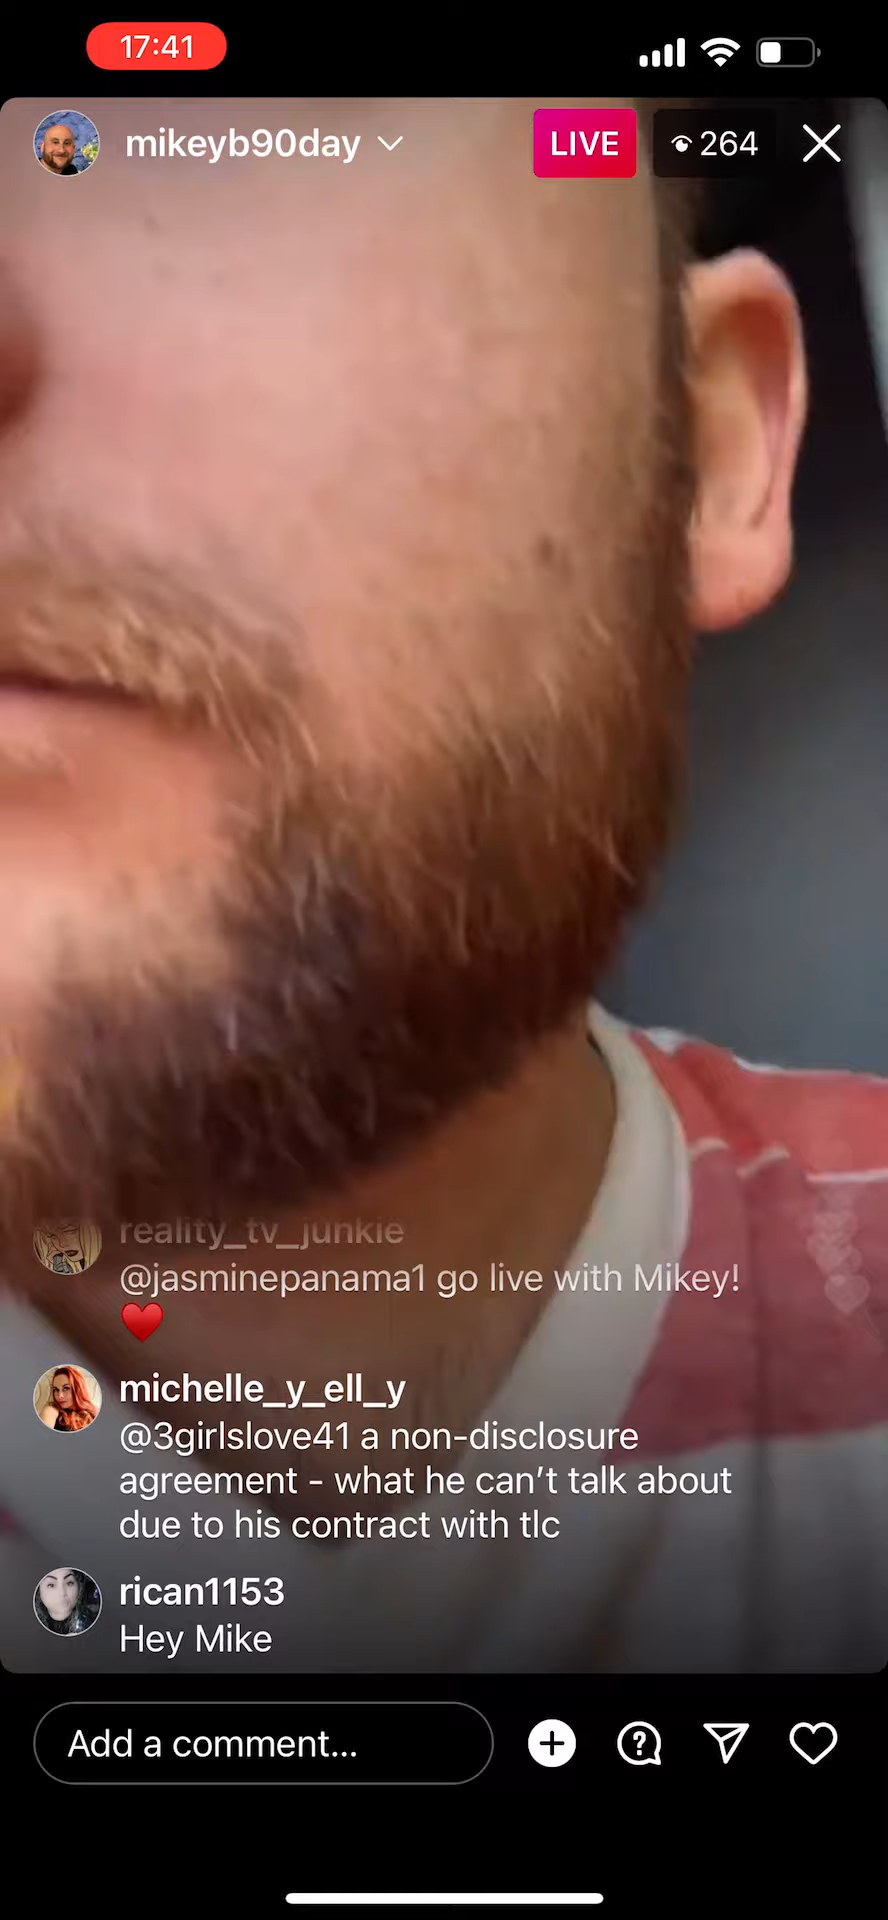 17:41
mikeyb90day
LIVE
264
reality_tv_junkie
@jasminepanama1 go live with Mikey!
michelle_y_ell_y
@3girlslove41 a non-disclosure
agreement - what he can't talk about
due to his contract with tlc
rican1153
Hey Mike
Add a comment...